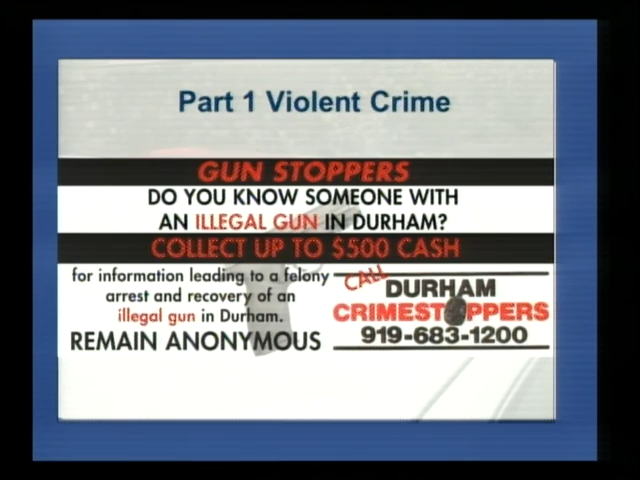 Part 1 Violent Crime
GUN STOPPERS
DO YOU KNOW SOMEONE WITH
AN ILLEGAL GUN IN DURHAM?
COLLECT UP TO $500 CASH
for information leading to a felony
arrest and recovery of an
illegal gun in Durham.
REMAIN ANONYMOUS
CALL
DURHAM
CRIMESTOPPERS
919-683-1200